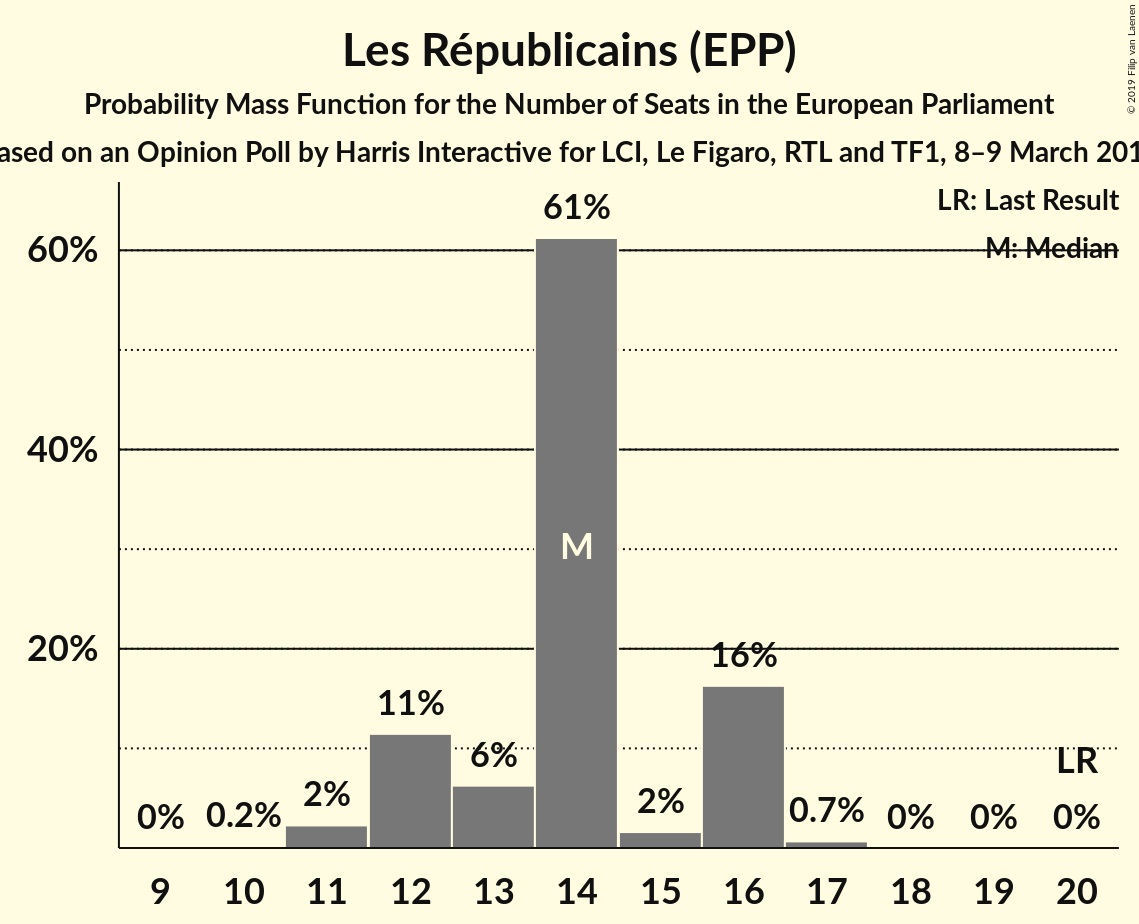 Les Républicains (EPP)
Probability Mass Function for the Number of Seats in the European Parliament
ased on an Opinion Poll by Harris Interactive for LCI, Le Figaro, RTL and TF1, 8–9 March 201
© 2019 Filip van Laenen
LR: Last Result
M: Median
60%
40%
20%
0%
0.2%
2%
11%
6%
61%
M
2%
16%
0.7%
0%
0%
LR
0%
9 10 11 12 13 14 15 16 17 18 19 20